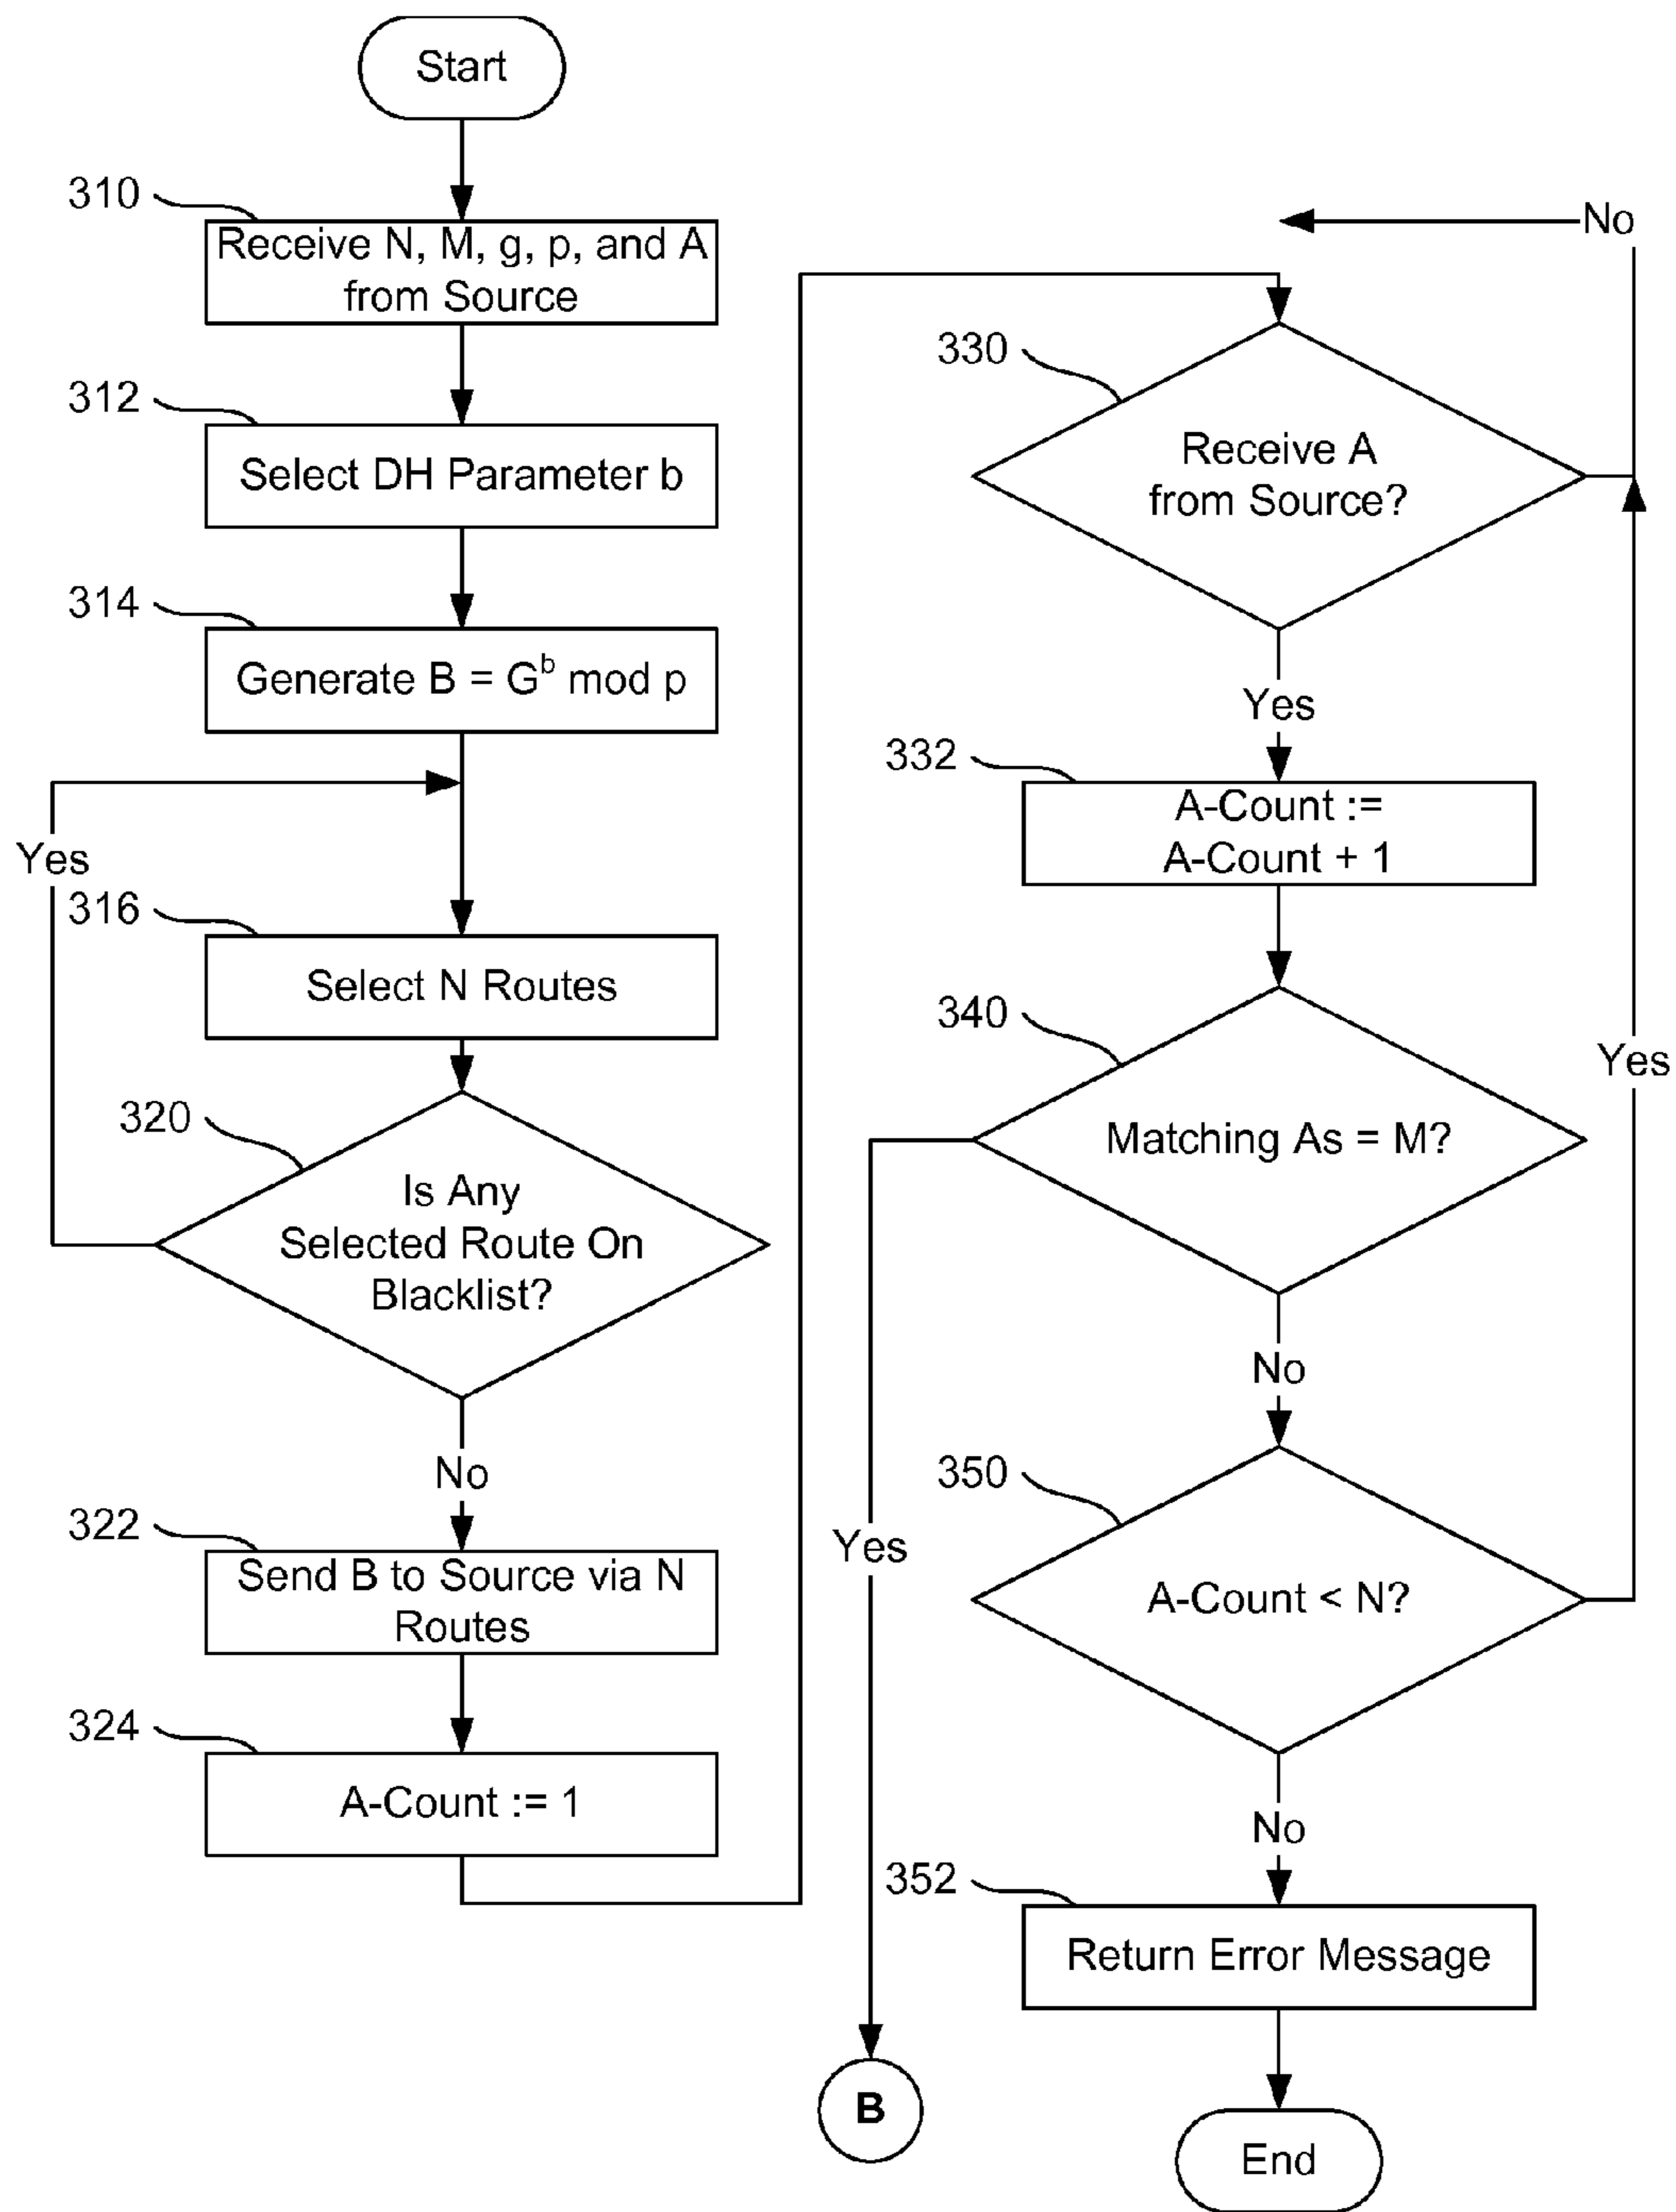 Start
310
Receive N, M, g, p, and A
from Source
312
Select DH Parameter b
314
Generate B = G^b mod p
Yes
316
Select N Routes
320
Is Any
Selected Route On
Blacklist?
No
322
Send B to Source via N
Routes
324
A-Count := 1
No
330
Receive A
from Source?
Yes
332
A-Count :=
A-Count + 1
340
Matching As = M?
Yes
Yes
No
350
A-Count < N?
No
352
Return Error Message
B
End